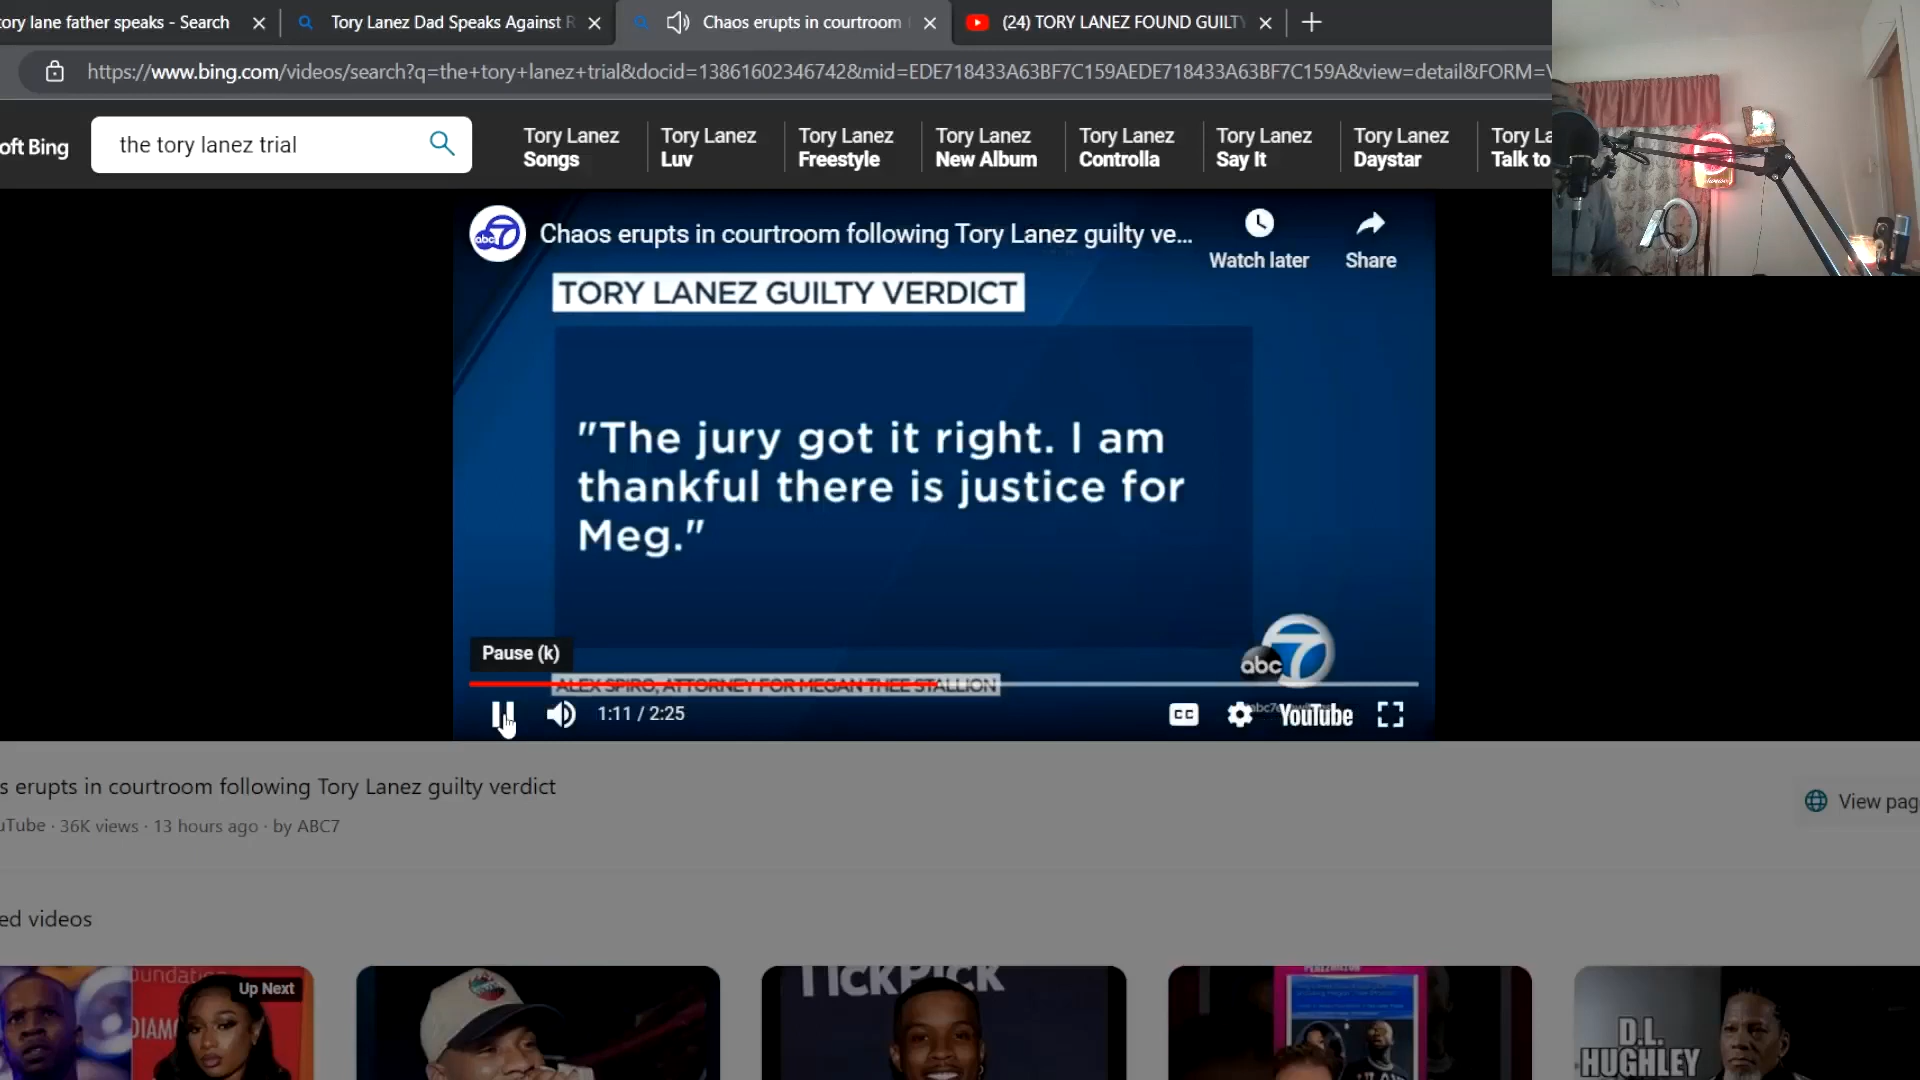 tory lane father speaks - Search
Tory Lanez Dad Speaks Against R
Chaos erupts in courtroom
(24) TORY LANEZ FOUND GUILTY
https://www.bing.com/videos/search?q=the+tory+lanez+trial&docid=13861602346742&mid=EDE718433A63BF7C159AEDE718433A63BF7C159A&view=detail&FORM=V
oft Bing
the tory lanez trial
Tory Lanez
Songs
Tory Lanez
Luv
Tory Lanez
Freestyle
Tory Lanez
New Album
Tory Lanez
Controlla
Tory Lanez
Say It
Tory Lanez
Daystar
Tory La
Talk to
abc 7
Chaos erupts in courtroom following Tory Lanez guilty ve...
Watch later
Share
TORY LANEZ GUILTY VERDICT
"The jury got it right. I am
thankful there is justice for
Meg."
abc 7
Pause (k)
ALEX SPIRO, ATTORNEY FOR MEGAN THEE STALLION
1:11 / 2:25
CC
YouTube
s erupts in courtroom following Tory Lanez guilty verdict
uTube · 36K views · 13 hours ago · by ABC7
View pag
ed videos
Up Next
TICKPICK
D.L.
HUGHLEY